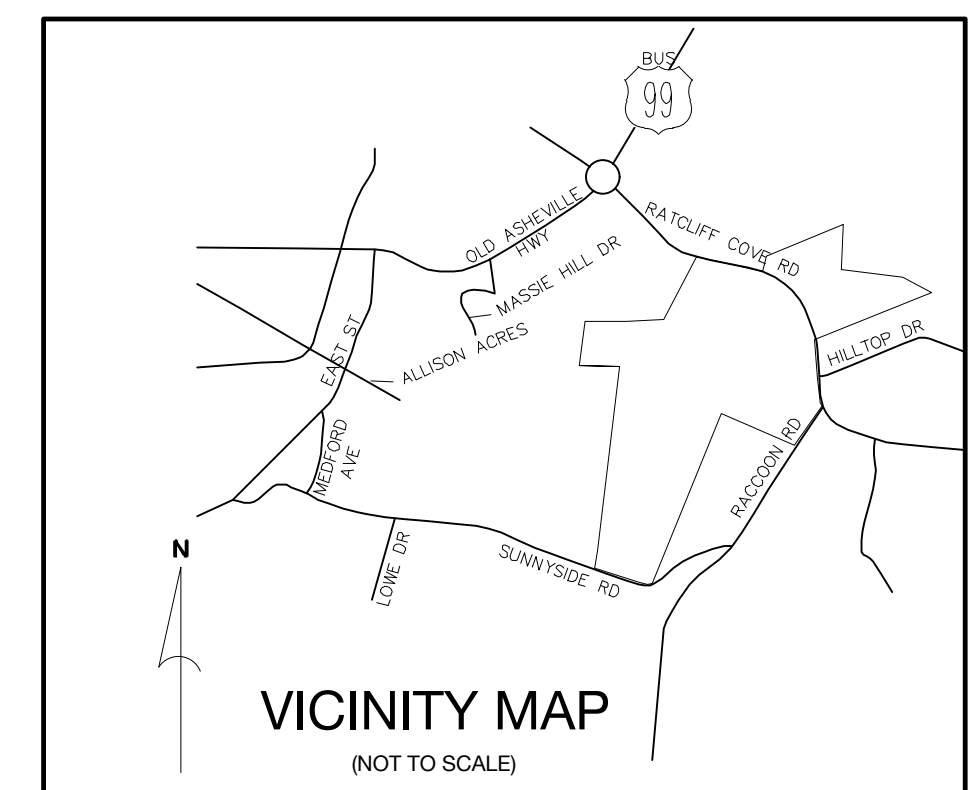 BUS
99
OLD ASHEVILLE
HWY
RATCLIFF COVE RD
MASSIE HILL DR
HILLTOP DR
ALLISON ACRES
EAST ST
MEDFORD
AVE
RACCOON RD
SUNNYSIDE RD
LOWE DR
N
VICINITY MAP
(NOT TO SCALE)